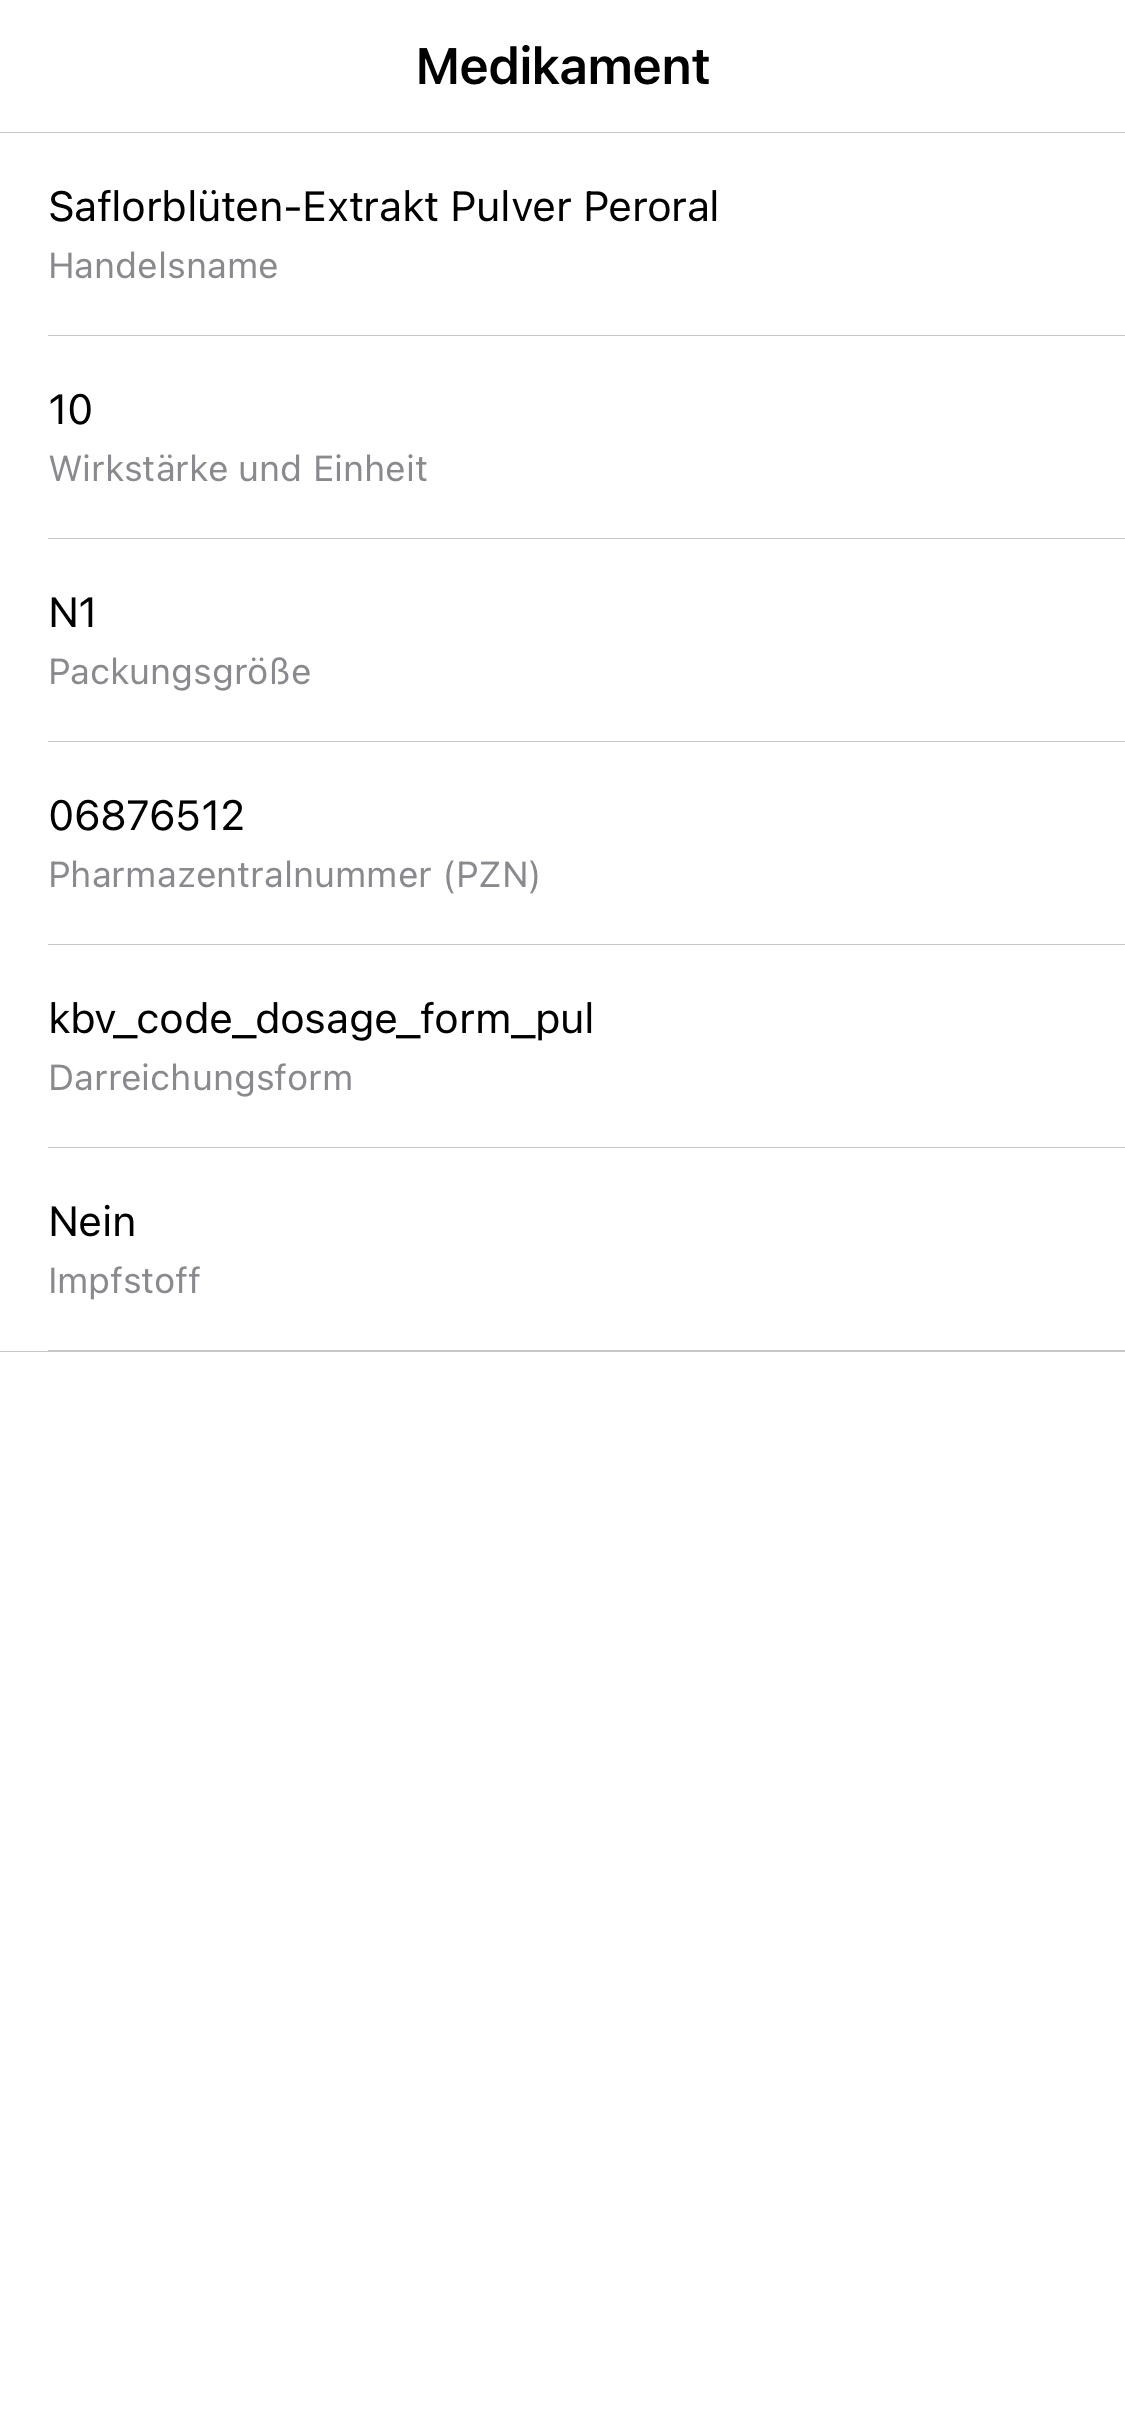 Medikament
Saflorblüten-Extrakt Pulver Peroral
Handelsname
10
Wirkstärke und Einheit
N1
Packungsgröße
06876512
Pharmazentralnummer (PZN)
kbv_code_dosage_form_pul
Darreichungsform
Nein
Impfstoff